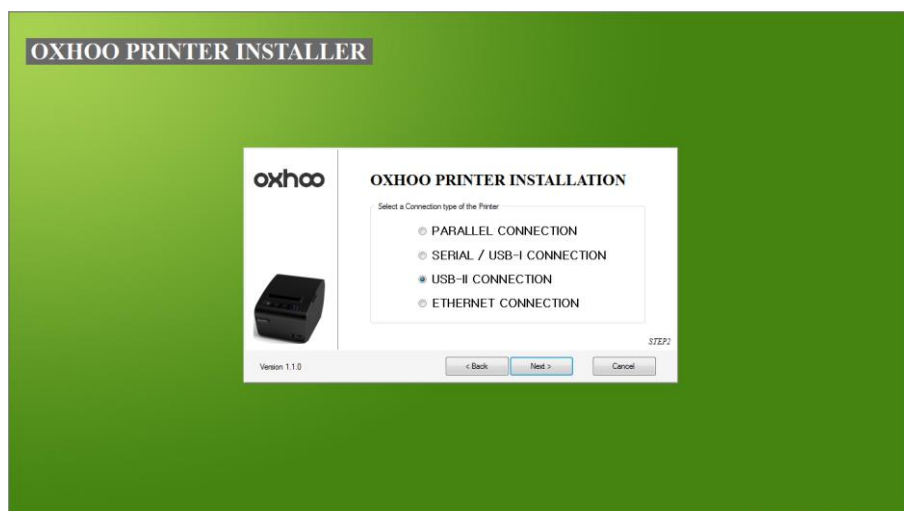 OXHOO PRINTER INSTALLER
oxhoo
OXHOO PRINTER INSTALLATION
Select a Connection type of the Printer
PARALLEL CONNECTION
SERIAL / USB-I CONNECTION
USB-II CONNECTION
ETHERNET CONNECTION
STEP2
Version 1.1.0
< Back Next > Cancel